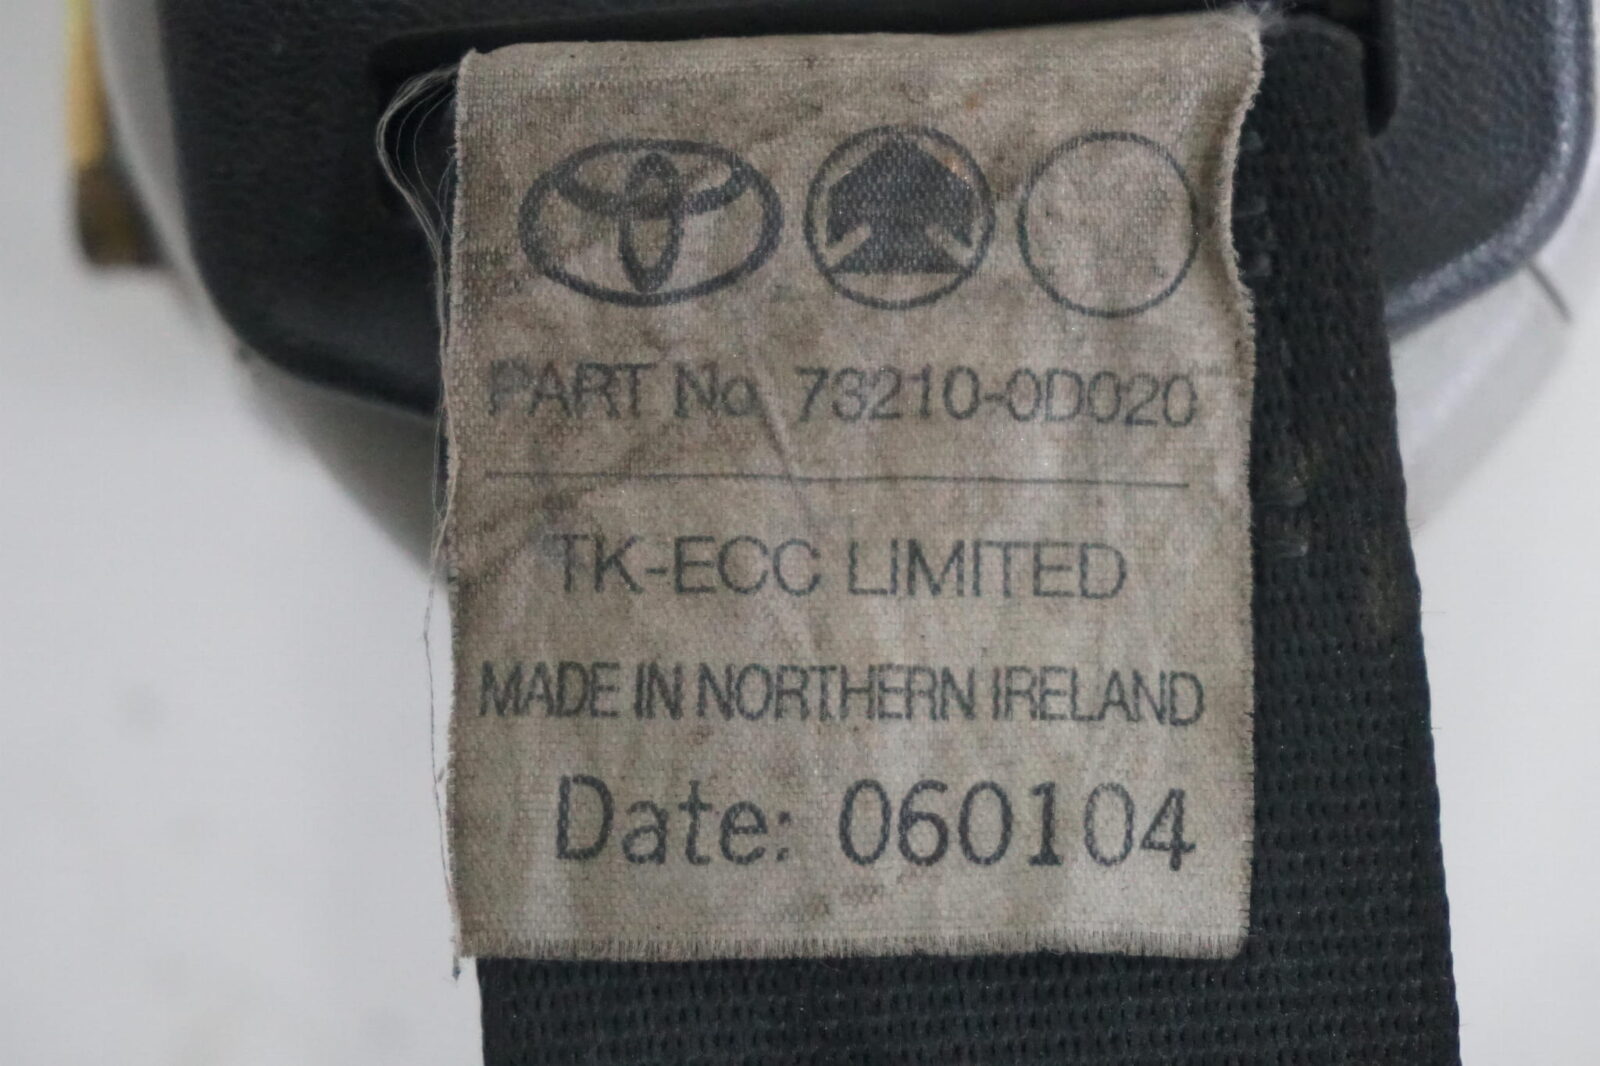 PART No 73210-0D020
TK-ECC LIMITED
MADE IN NORTHERN IRELAND
Date: 060104